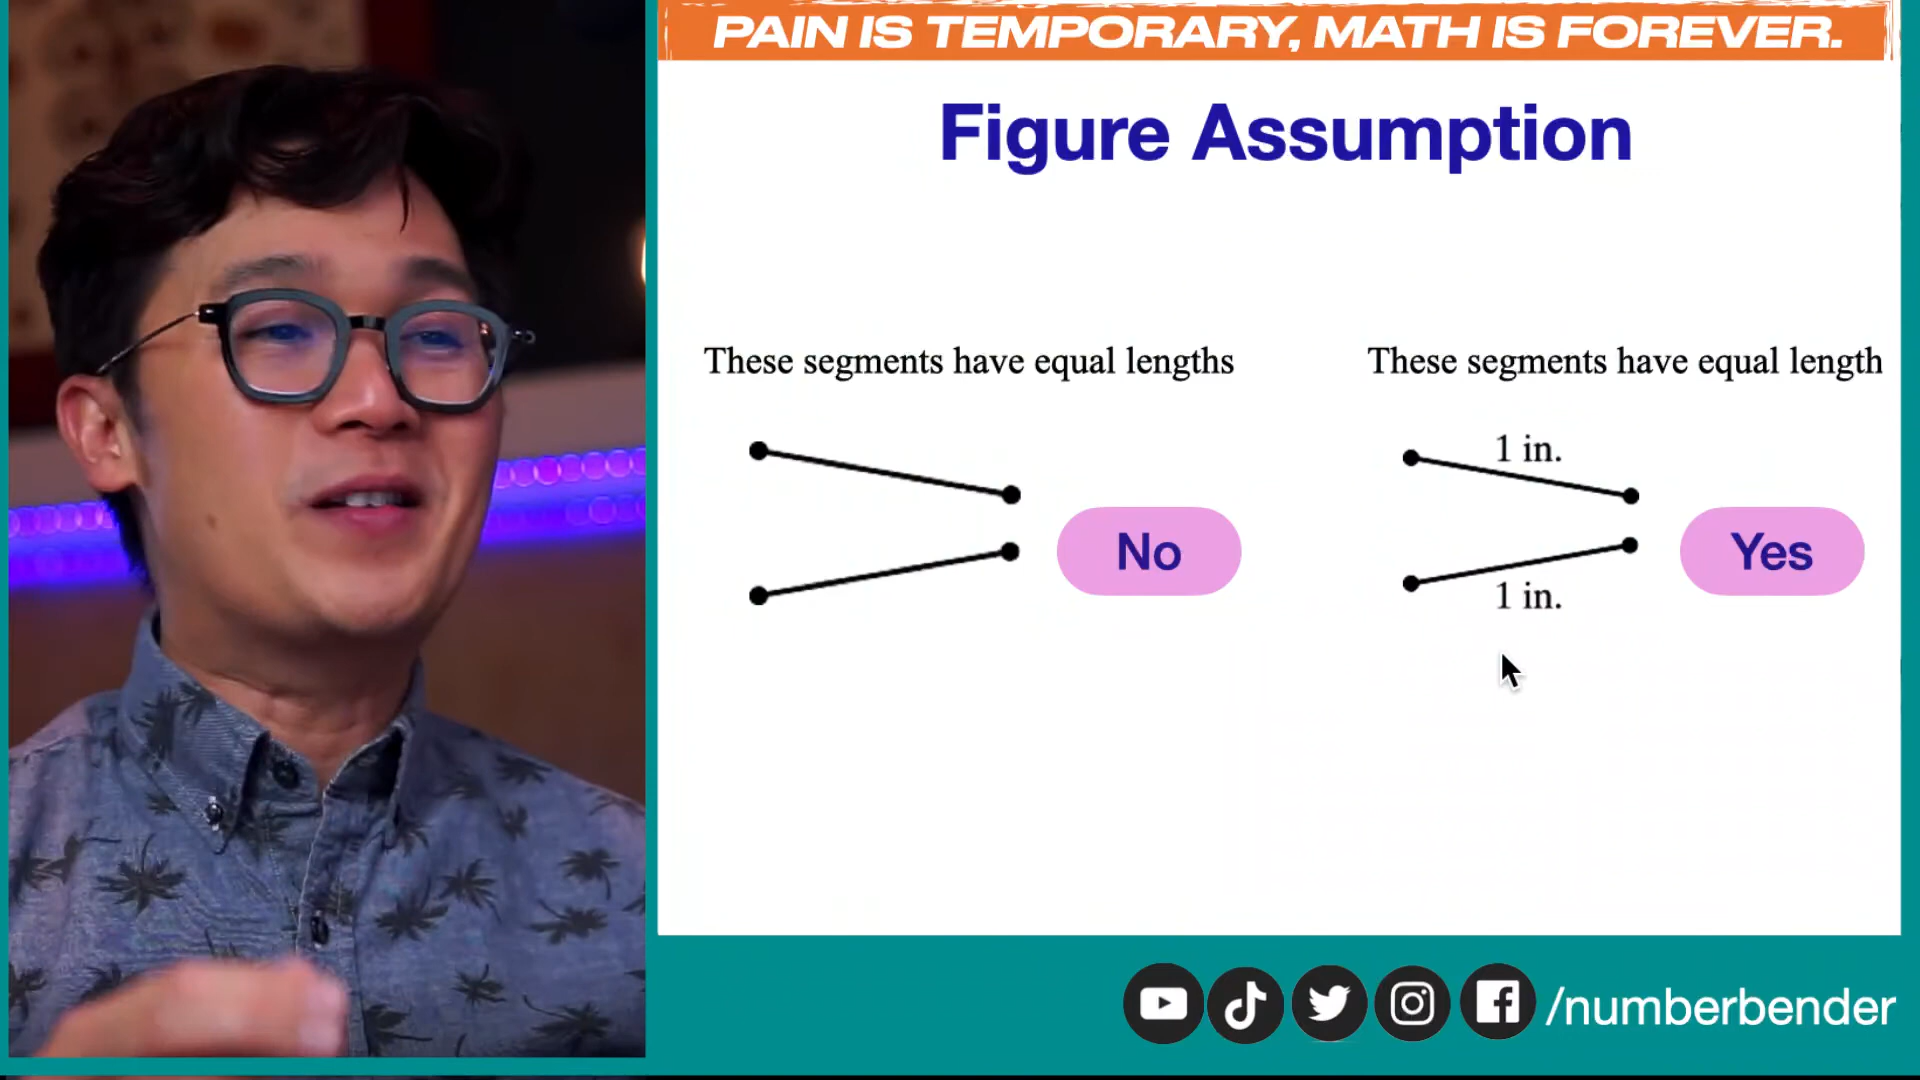 PAIN IS TEMPORARY, MATH IS FOREVER.
Figure Assumption
These segments have equal lengths
No
These segments have equal length
1 in.
1 in.
Yes
/numberbender